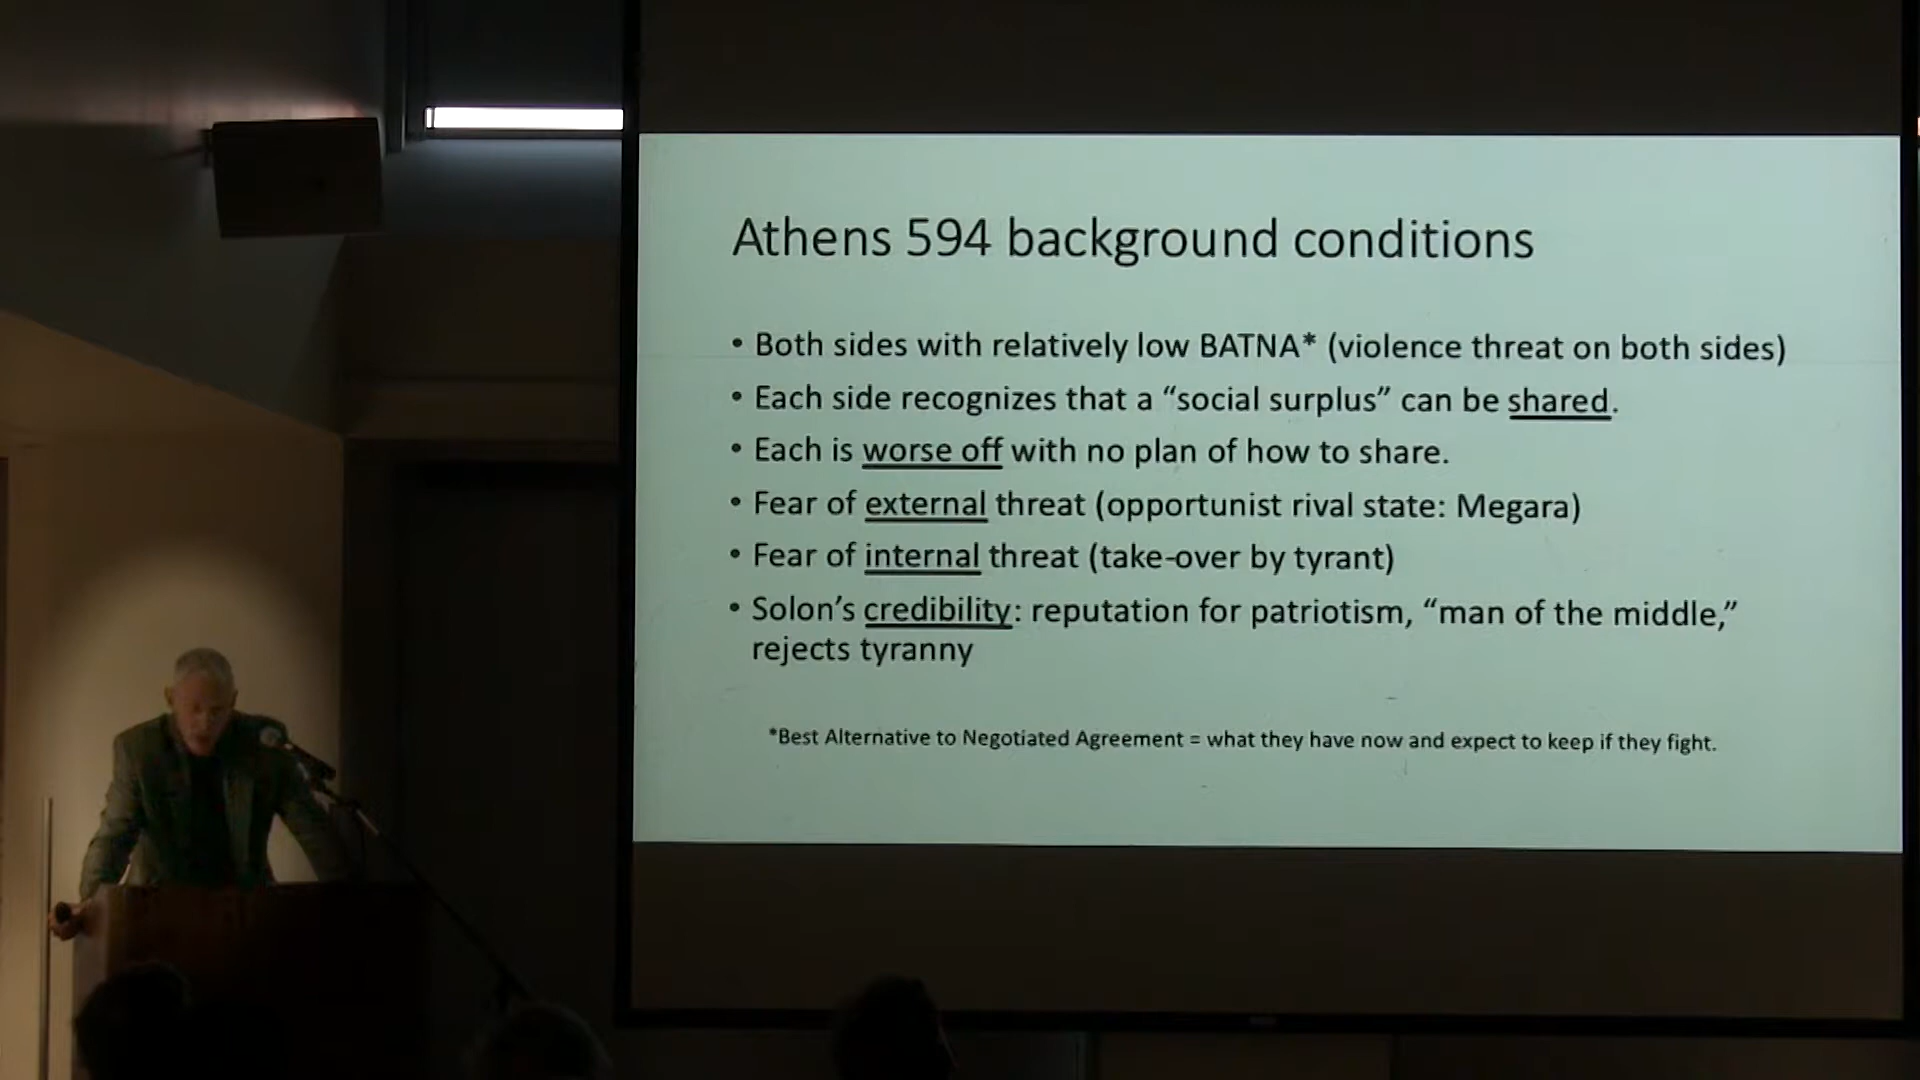 Athens 594 background conditions
• Both sides with relatively low BATNA* (violence threat on both sides)
• Each side recognizes that a “social surplus” can be shared.
• Each is worse off with no plan of how to share.
• Fear of external threat (opportunist rival state: Megara)
• Fear of internal threat (take-over by tyrant)
• Solon’s credibility: reputation for patriotism, “man of the middle,”
rejects tyranny
*Best Alternative to Negotiated Agreement = what they have now and expect to keep if they fight.